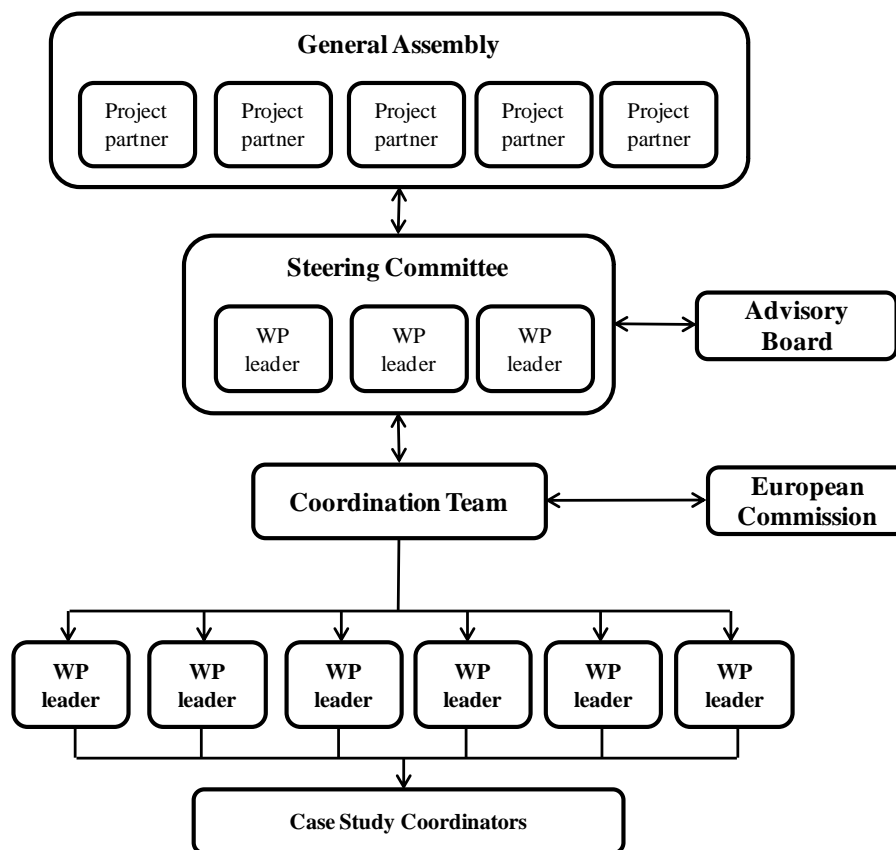 General Assembly
Project
partner
Project
partner
Project
partner
Project
partner
Project
partner
Steering Committee
WP
leader
WP
leader
WP
leader
Advisory
Board
Coordination Team
European
Commission
WP
leader
WP
leader
WP
leader
WP
leader
WP
leader
WP
leader
Case Study Coordinators